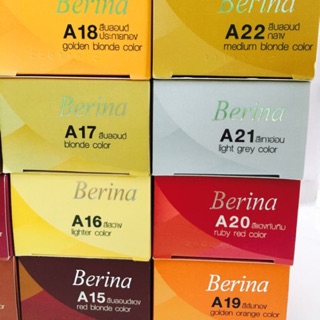 Berina
A18 สีบลอนด์
ประกายทอง
golden blonde color
Berina
A22 สีบลอนด์
กลาง
medium blonde color
A17 สีบลอนด์
blonde color
A21 สีเทาอ่อน
light grey color
Berina
A16 สีสว่าง
lighter color
Berina
A20 สีแดงทับทิม
ruby red color
Berina
A15 สีบลอนด์แดง
red blonde color
Berina
A19 สีส้มทอง
golden orange color